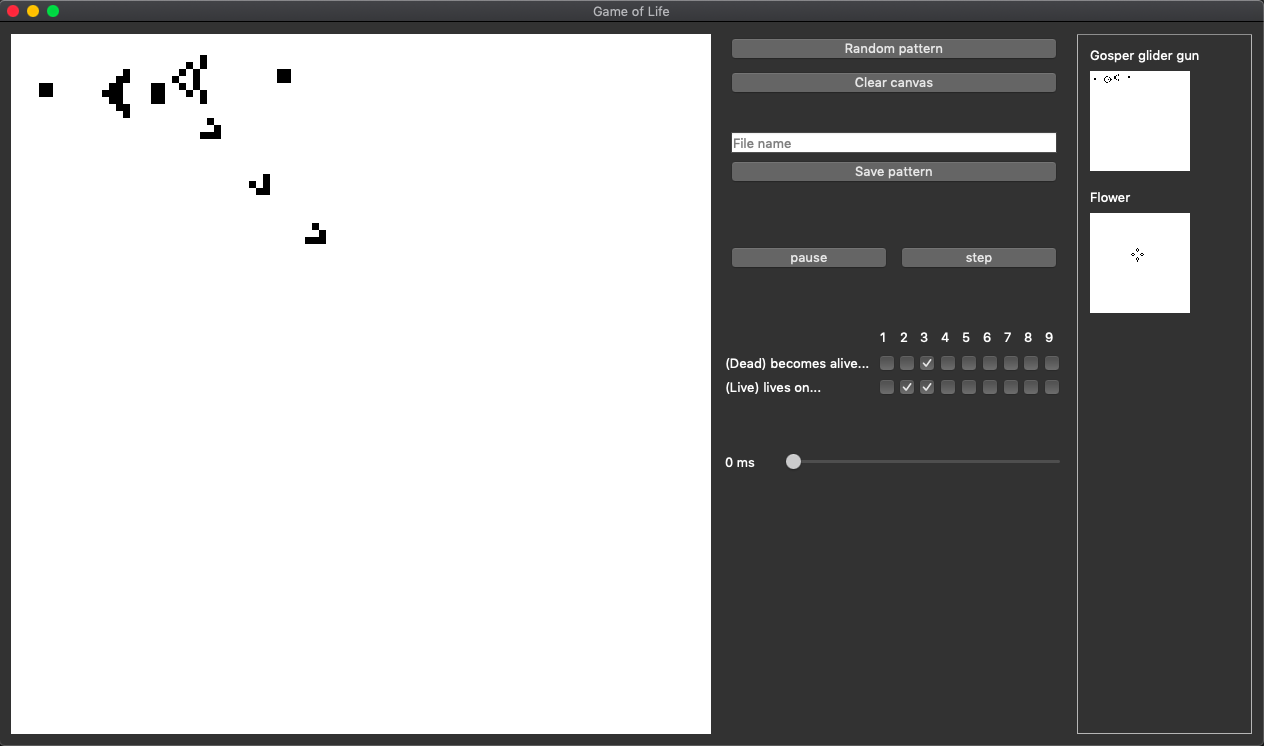 Game of Life
Random pattern
Clear canvas
File name
Save pattern
pause step
1 2 3 4 5 6 7 8 9
(Dead) becomes alive...
(Live) lives on...
0 ms
Gosper glider gun
Flower